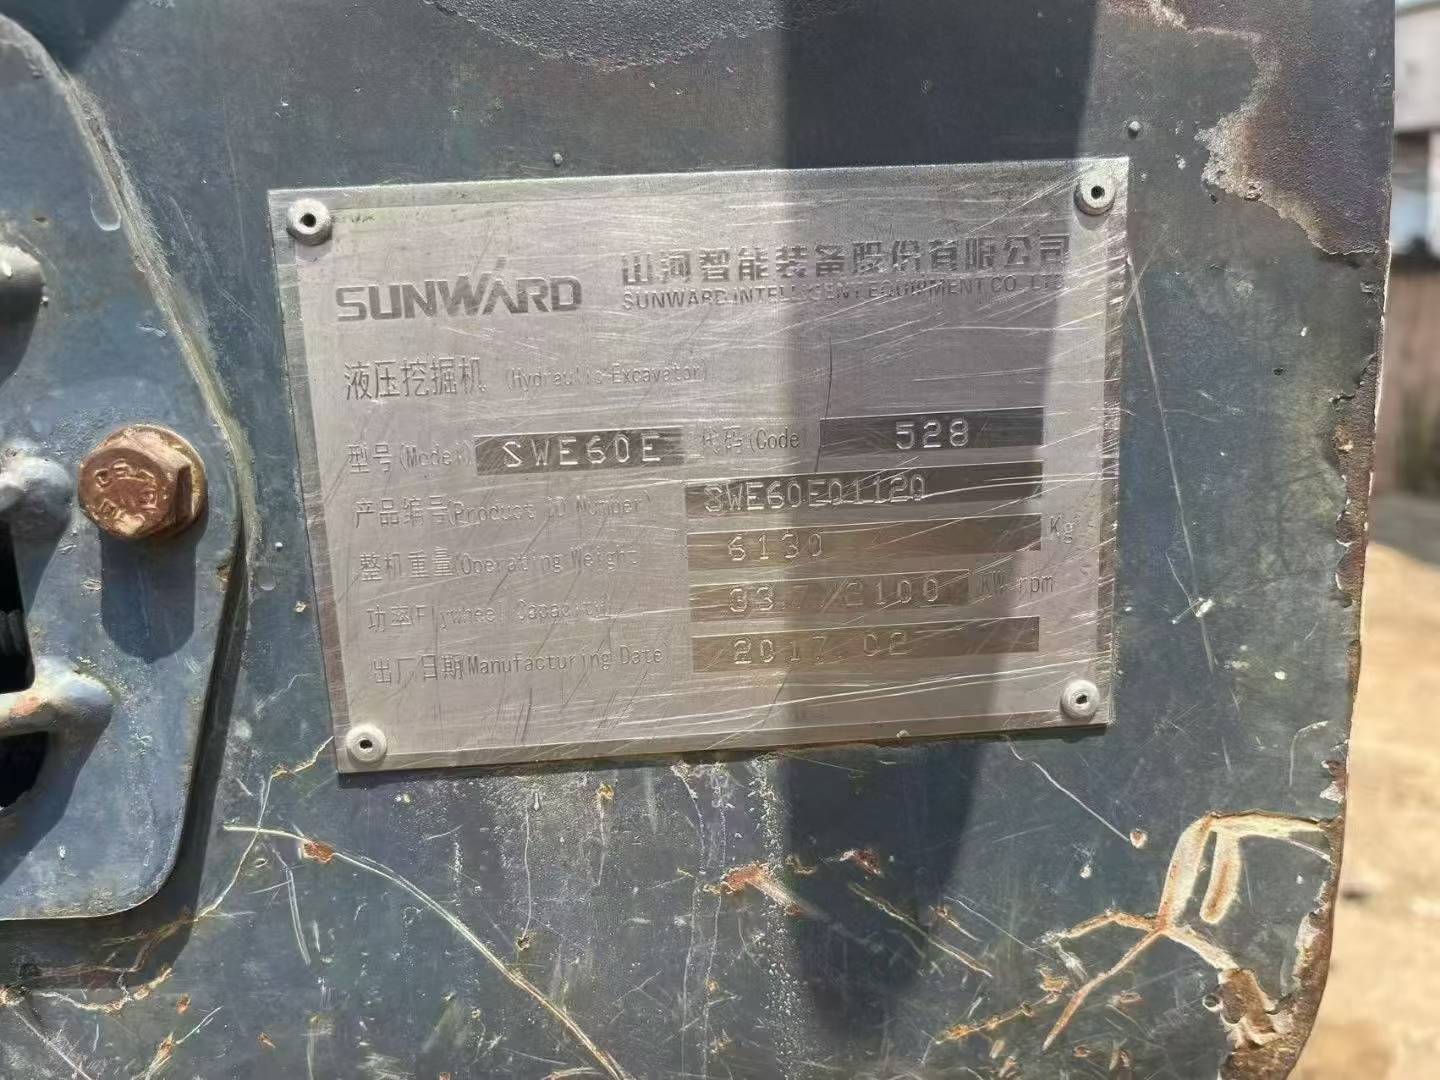 SUNWARD 山河智能装备股份有限公司
SUNWARD INTELLIGENT EQUIPMENT CO.,LTD
液压挖掘机 (Hydraulic Excavator)
型号(Model) SWE60E 代码(Code) 528
产品编号(Product ID Number) SWE60E01120
整机重量(Operating Weight) 6130 Kg
功率Flywheel Capacity 33.7/2100 KW/rpm
出厂日期Manufacturing Date 2017.02